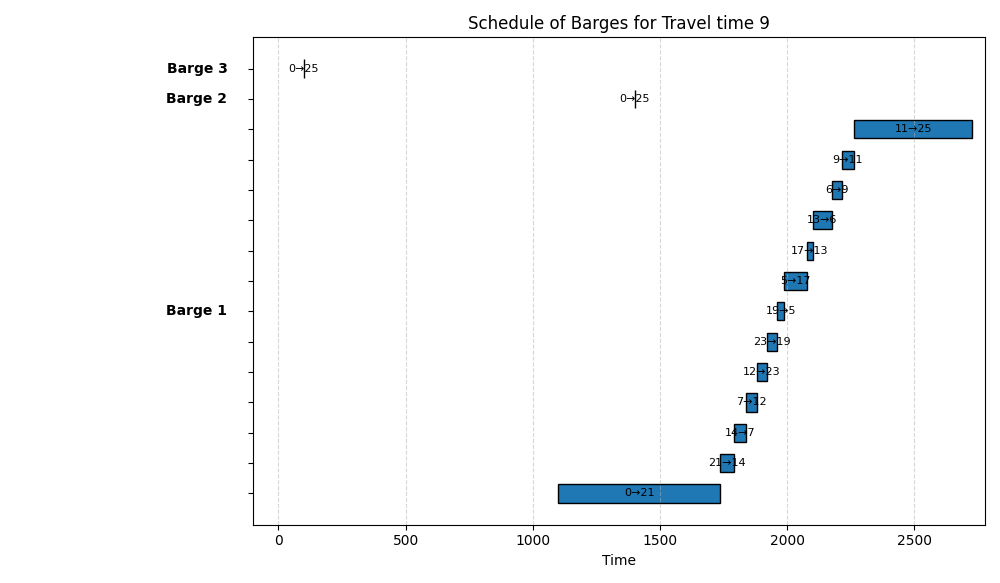 Schedule of Barges for Travel time 9
Barge 3
0→25
Barge 2
0→25
11→25
9→11
6→9
13→6
17→13
5→17
Barge 1
19→5
23→19
12→23
7→12
14→7
21→14
0→21
0 500 1000 1500 2000 2500
Time